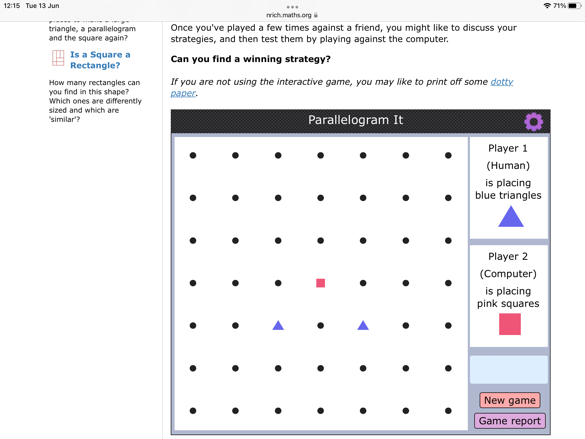 12:15 Tue 13 Jun
71%
nrich.maths.org
triangle, a parallelogram
and the square again?
Is a Square a
Rectangle?
How many rectangles can
you find in this shape?
Which ones are differently
sized and which are
'similar'?
Once you've played a few times against a friend, you might like to discuss your
strategies, and then test them by playing against the computer.
Can you find a winning strategy?
If you are not using the interactive game, you may like to print off some dotty
paper.
Parallelogram It
Player 1
(Human)
is placing
blue triangles
Player 2
(Computer)
is placing
pink squares
New game
Game report